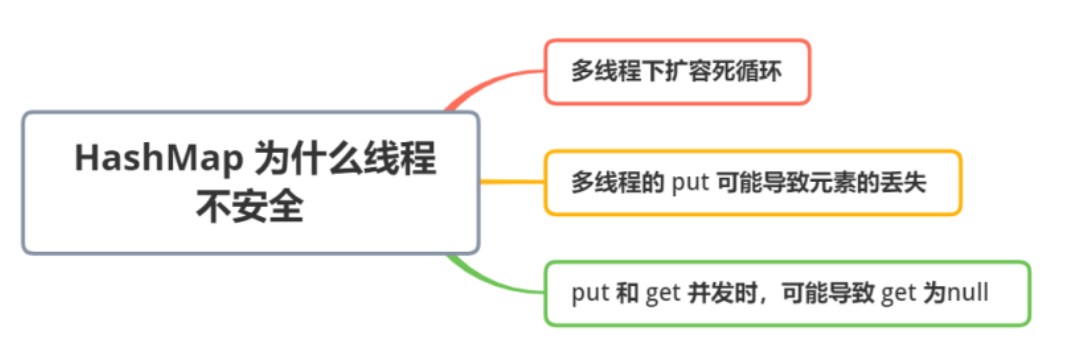 HashMap 为什么线程
不安全
多线程下扩容死循环
多线程的 put 可能导致元素的丢失
put 和 get 并发时，可能导致 get 为null